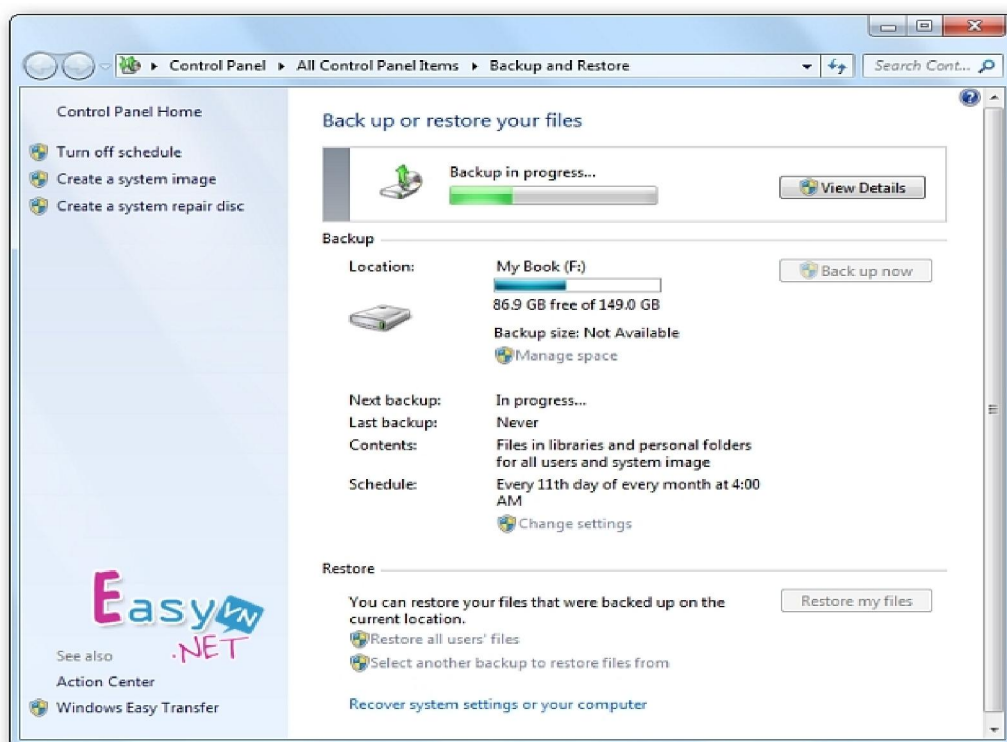 Control Panel ▸ All Control Panel Items ▸ Backup and Restore
Search Cont...
Control Panel Home
Turn off schedule
Create a system image
Create a system repair disc
Back up or restore your files
Backup in progress...
View Details
Backup
Location:
My Book (F:)
Back up now
86.9 GB free of 149.0 GB
Backup size: Not Available
Manage space
Next backup: In progress...
Last backup: Never
Contents: Files in libraries and personal folders
for all users and system image
Schedule: Every 11th day of every month at 4:00
AM
Change settings
Restore
You can restore your files that were backed up on the
current location.
Restore my files
Restore all users' files
Select another backup to restore files from
Recover system settings or your computer
Easy VN
.NET
See also
Action Center
Windows Easy Transfer